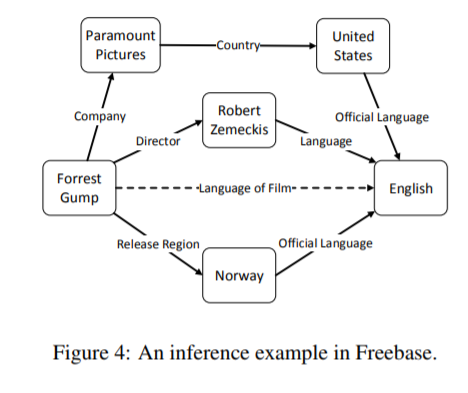 Paramount
Pictures
Country
United
States
Company
Robert
Zemeckis
Official Language
Director
Language
Forrest
Gump
Language of Film
English
Release Region
Official Language
Norway
Figure 4: An inference example in Freebase.